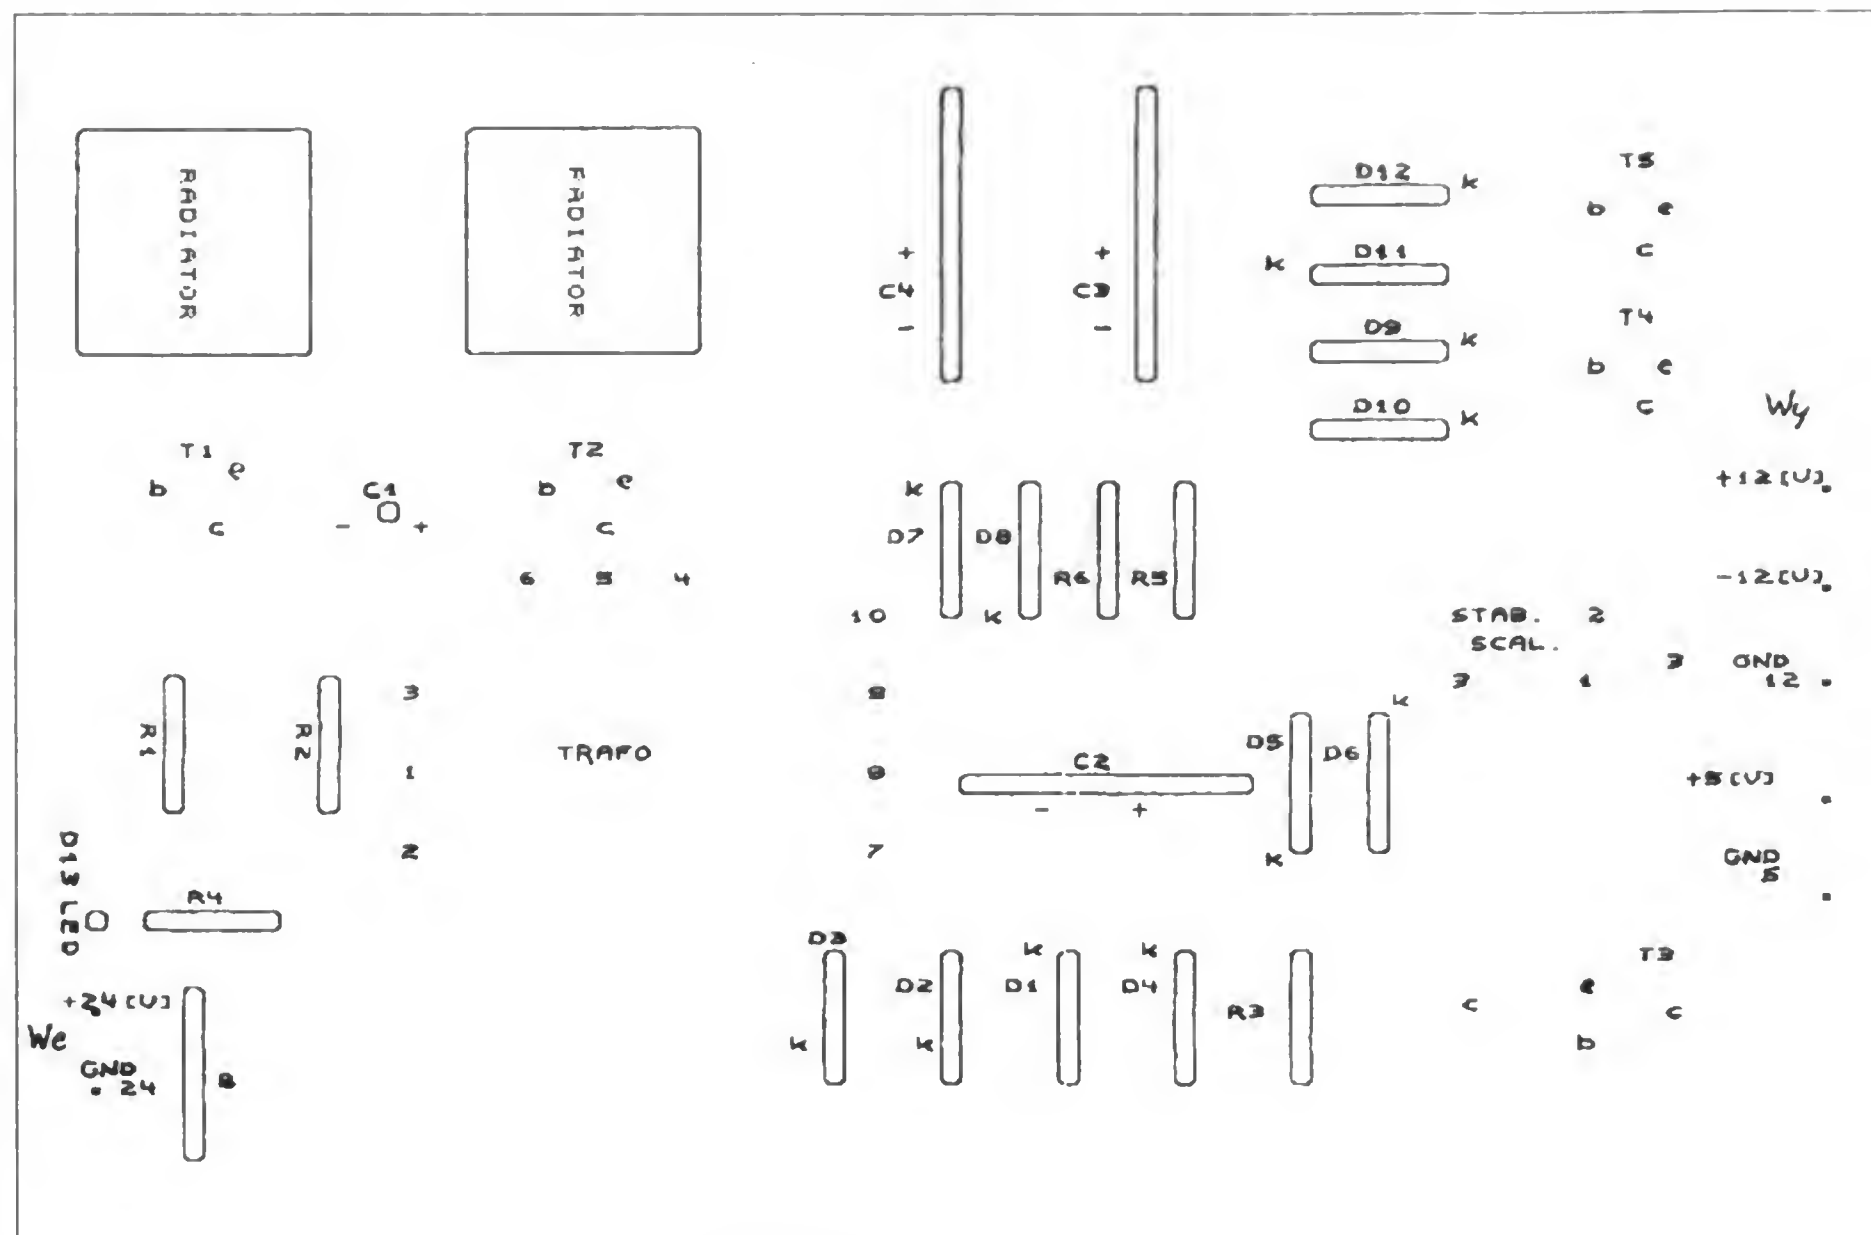 RADIATOR
RADIATOR
C4
+
-
C3
+
-
D12 k
k D11
D9 k
D10 k
T5
b e
c
T4
b e
c
Wy
T1
b e
c
C1
- +
T2
b e
c
6 5 4
k
D7
D8
k
R6
R5
+12[V]
-12[V]
GND
12
+5[V]
GND
5
10
8
9
7
3
1
2
TRAFO
R1
R2
STAB. 2
SCAL.
3 1 3
C2
- +
D5
k
D6
k
D13 LED
R4
+24[V]
We
GND
24
B
D3
k
D2
k
k
D1
k
D4
R3
T3
c e c
b